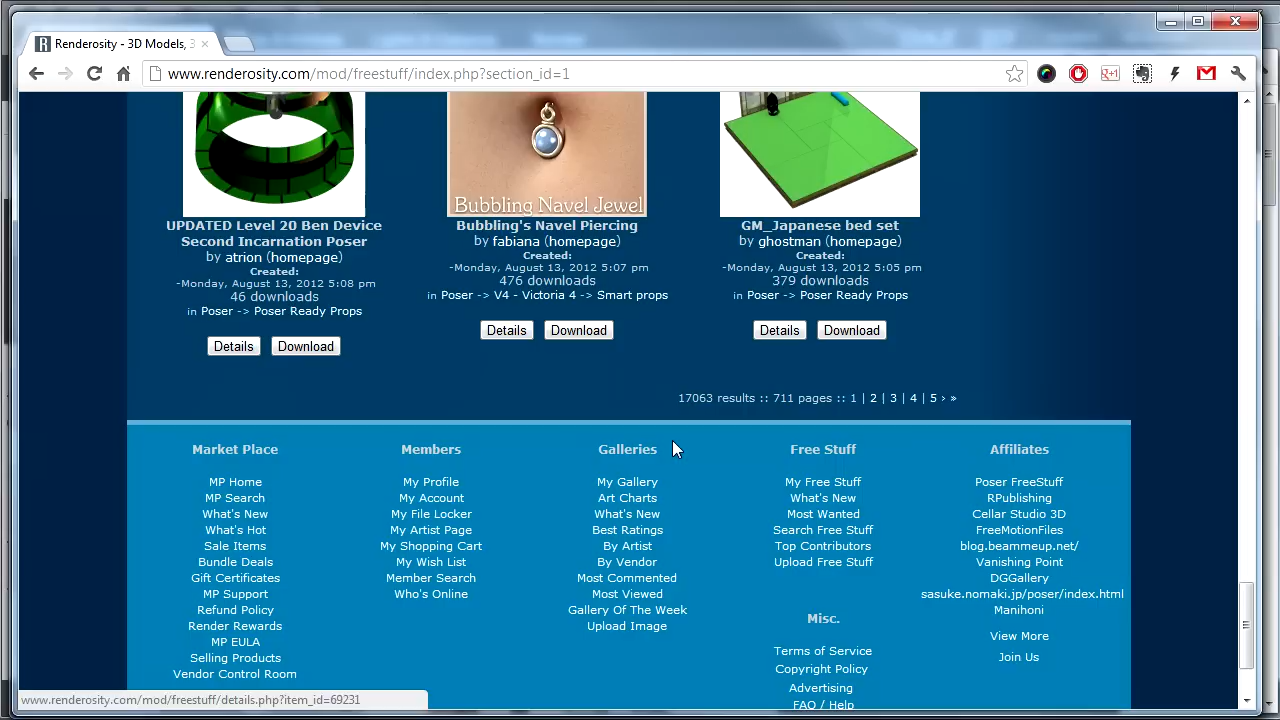 Renderosity - 3D Models, 3
www.renderosity.com/mod/freestuff/index.php?section_id=1
Bubbling Navel Jewel
UPDATED Level 20 Ben Device
Second Incarnation Poser
by atrion (homepage)
Created:
-Monday, August 13, 2012 5:08 pm
46 downloads
in Poser -> Poser Ready Props
Details Download
Bubbling's Navel Piercing
by fabiana (homepage)
Created:
-Monday, August 13, 2012 5:07 pm
476 downloads
in Poser -> V4 - Victoria 4 -> Smart props
Details Download
GM_Japanese bed set
by ghostman (homepage)
Created:
-Monday, August 13, 2012 5:05 pm
379 downloads
in Poser -> Poser Ready Props
Details Download
17063 results :: 711 pages :: 1 | 2 | 3 | 4 | 5 › »
Market Place
MP Home
MP Search
What's New
What's Hot
Sale Items
Bundle Deals
Gift Certificates
MP Support
Refund Policy
Render Rewards
MP EULA
Selling Products
Vendor Control Room
Members
My Profile
My Account
My File Locker
My Artist Page
My Shopping Cart
My Wish List
Member Search
Who's Online
Galleries
My Gallery
Art Charts
What's New
Best Ratings
By Artist
By Vendor
Most Commented
Most Viewed
Gallery Of The Week
Upload Image
Free Stuff
My Free Stuff
What's New
Most Wanted
Search Free Stuff
Top Contributors
Upload Free Stuff
Misc.
Terms of Service
Copyright Policy
Advertising
FAQ / Help
Affiliates
Poser FreeStuff
RPublishing
Cellar Studio 3D
FreeMotionFiles
blog.beammeup.net/
Vanishing Point
DGGallery
sasuke.nomaki.jp/poser/index.html
Manihoni
View More
Join Us
www.renderosity.com/mod/freestuff/details.php?item_id=69231